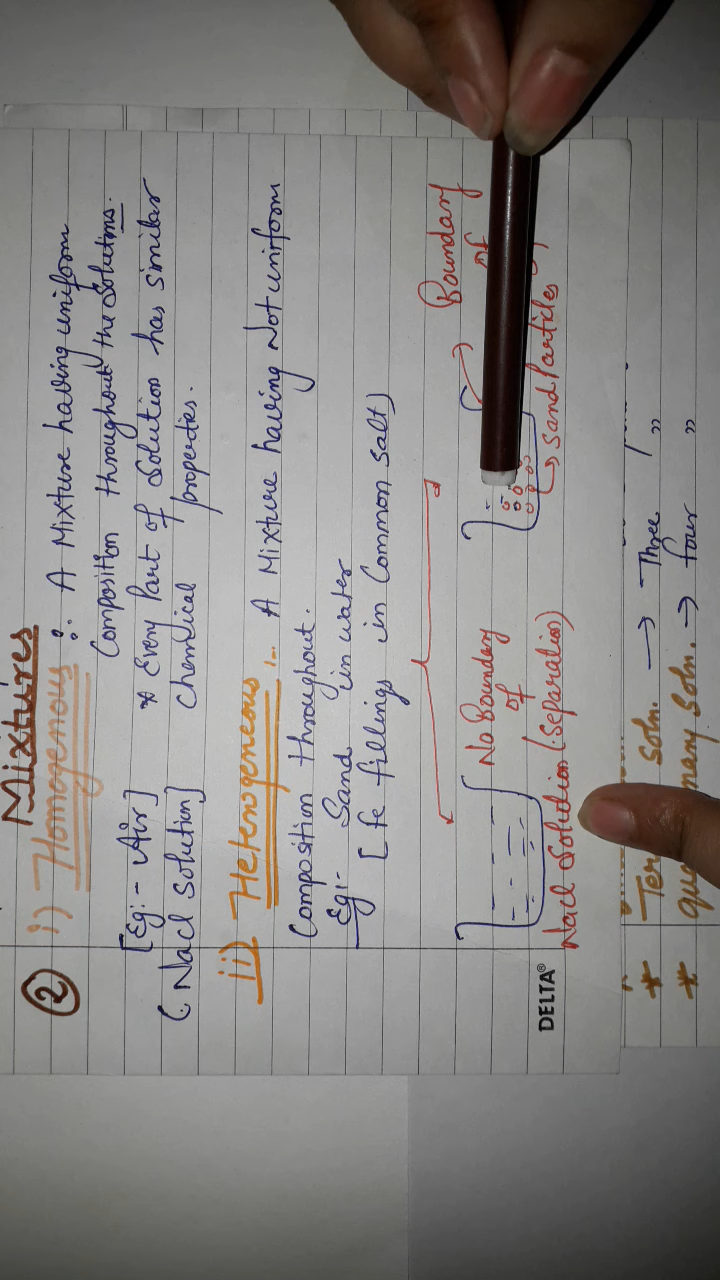 Mixtures
② i) Homogenous :. A Mixture having uniform
Composition throughout the Solutions.
[Eg:- Air] * Every Part of Solution has similar
(. Nacl Solution] Chemical properties.
ii) Heterogeneous :- A Mixture having Not uniform
Composition throughout.
Eg:- Sand in water
[fe fillings in Common Salt)
No Boundary
of
Nacl Solution (Separation)
Boundary
of
Sand Particles
DELTA®
* Ter soln. → Three "
* que many soln. → four "